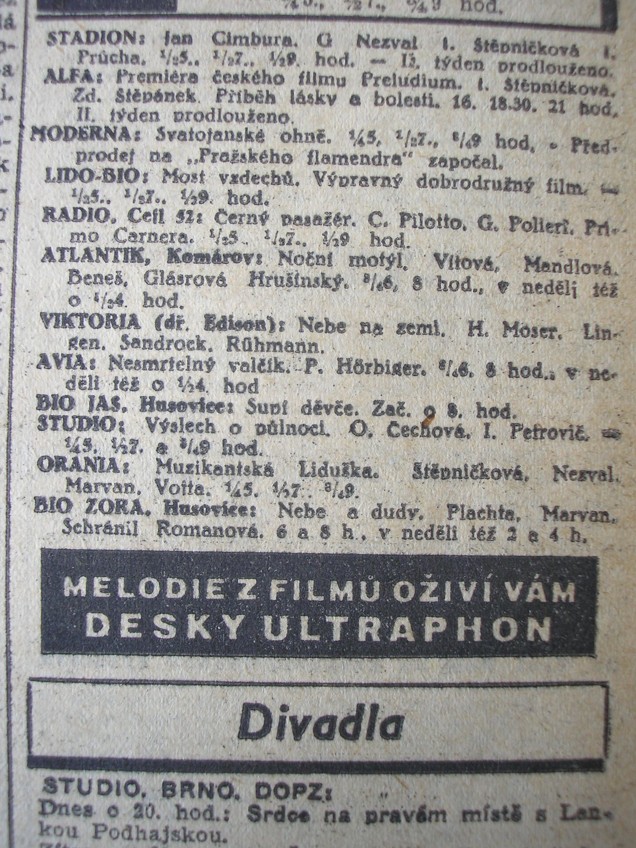 hod.
STADION: Jan Cimbura. G Nezval I. Štěpničková I.
Průcha. ½5., ½7., ½9. hod. — II. týden prodlouženo.
ALFA: Premiéra českého filmu Preludium. I. Štěpničková.
Zd. Štěpánek. Příběh lásky a bolesti. 16. 18·30. 21 hod.
II. týden prodlouženo.
MODERNA: Svatojanské ohně. ¼5, ½7., ¾9 hod. - Před-
prodej na „Pražského flamendra“ započal.
LIDO-BIO: Most vzdechů. Výpravný dobrodružný film. —
½5., ½7., ½9. hod.
RADIO, Cejl 52: Černý pasažér. C. Pilotto, G. Polieri, Pri-
mo Carnera. ½5. ½7., ½9 hod.
ATLANTIK, Komárov: Noční motýl. Vítová, Mandlová.
Beneš, Glásrová Hrušínský. ¾6, 8 hod., v neděli též
o ½4. hod.
VIKTORIA (dř. Edison): Nebe na zemi. H. Moser. Lin-
gen. Sandrock. Rühmann.
AVIA: Nesmrtelný valčík. P. Hörbiger. ¾6. 8 hod., v ne-
děli též o ½4. hod
BIO JAS, Husovice: Supí děvče. Zač. o 8. hod.
STUDIO: Výslech o půlnoci. O. Čechová. I. Petrovič. —
¼5. ½7. a ¾9 hod.
ORANIA: Muzikantská Liduška. Štěpničková, Nezval.
Marvan, Vojta. ¼5. ½7. ¾9.
BIO ZORA, Husovice: Nebe a dudy. Plachta, Marvan,
Schránil Romanová. 6 a 8 h., v neděli též 2 a 4 h.
MELODIE Z FILMŮ OŽIVÍ VÁM
DESKY ULTRAPHON
Divadla
STUDIO, BRNO, DOPZ:
Dnes o 20. hod.: Srdce na pravém místě s Lan-
kou Podhajskou.